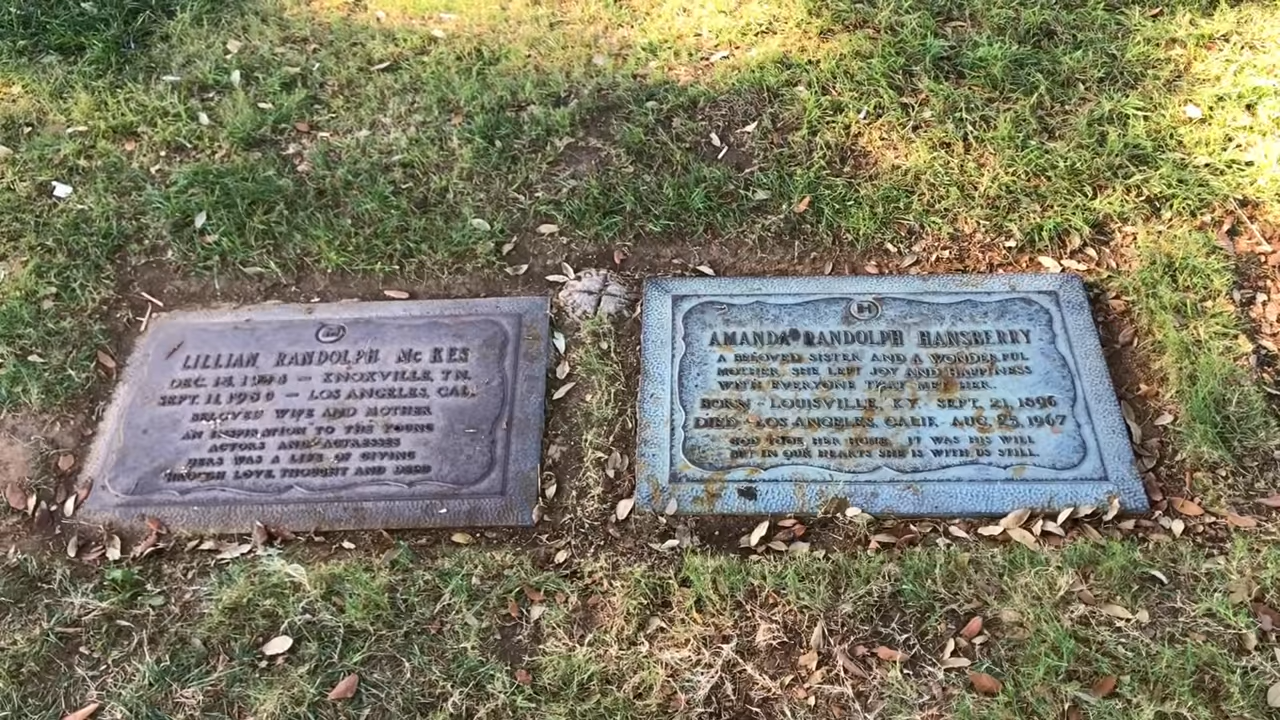 LILLIAN RANDOLPH Mc KES
DEC. 14, 1898 — KNOXVILLE, TN.
SEPT. 11, 1980 — LOS ANGELES, CAL.
BELOVED WIFE AND MOTHER
AN INSPIRATION TO THE YOUNG
ACTORS AND ACTRESSES
HERS WAS A LIFE OF GIVING
THROUGH LOVE, THOUGHT AND DEED
AMANDA RANDOLPH HANSBERRY
A BELOVED SISTER AND A WONDERFUL
MOTHER. SHE LEFT JOY AND HAPPINESS
WITH EVERYONE THAT MET HER.
BORN - LOUISVILLE, KY. SEPT. 21, 1896
DIED - LOS ANGELES, CALIF. AUG. 23, 1967
GOD TOOK HER HOME, IT WAS HIS WILL
BUT IN OUR HEARTS SHE IS WITH US STILL.